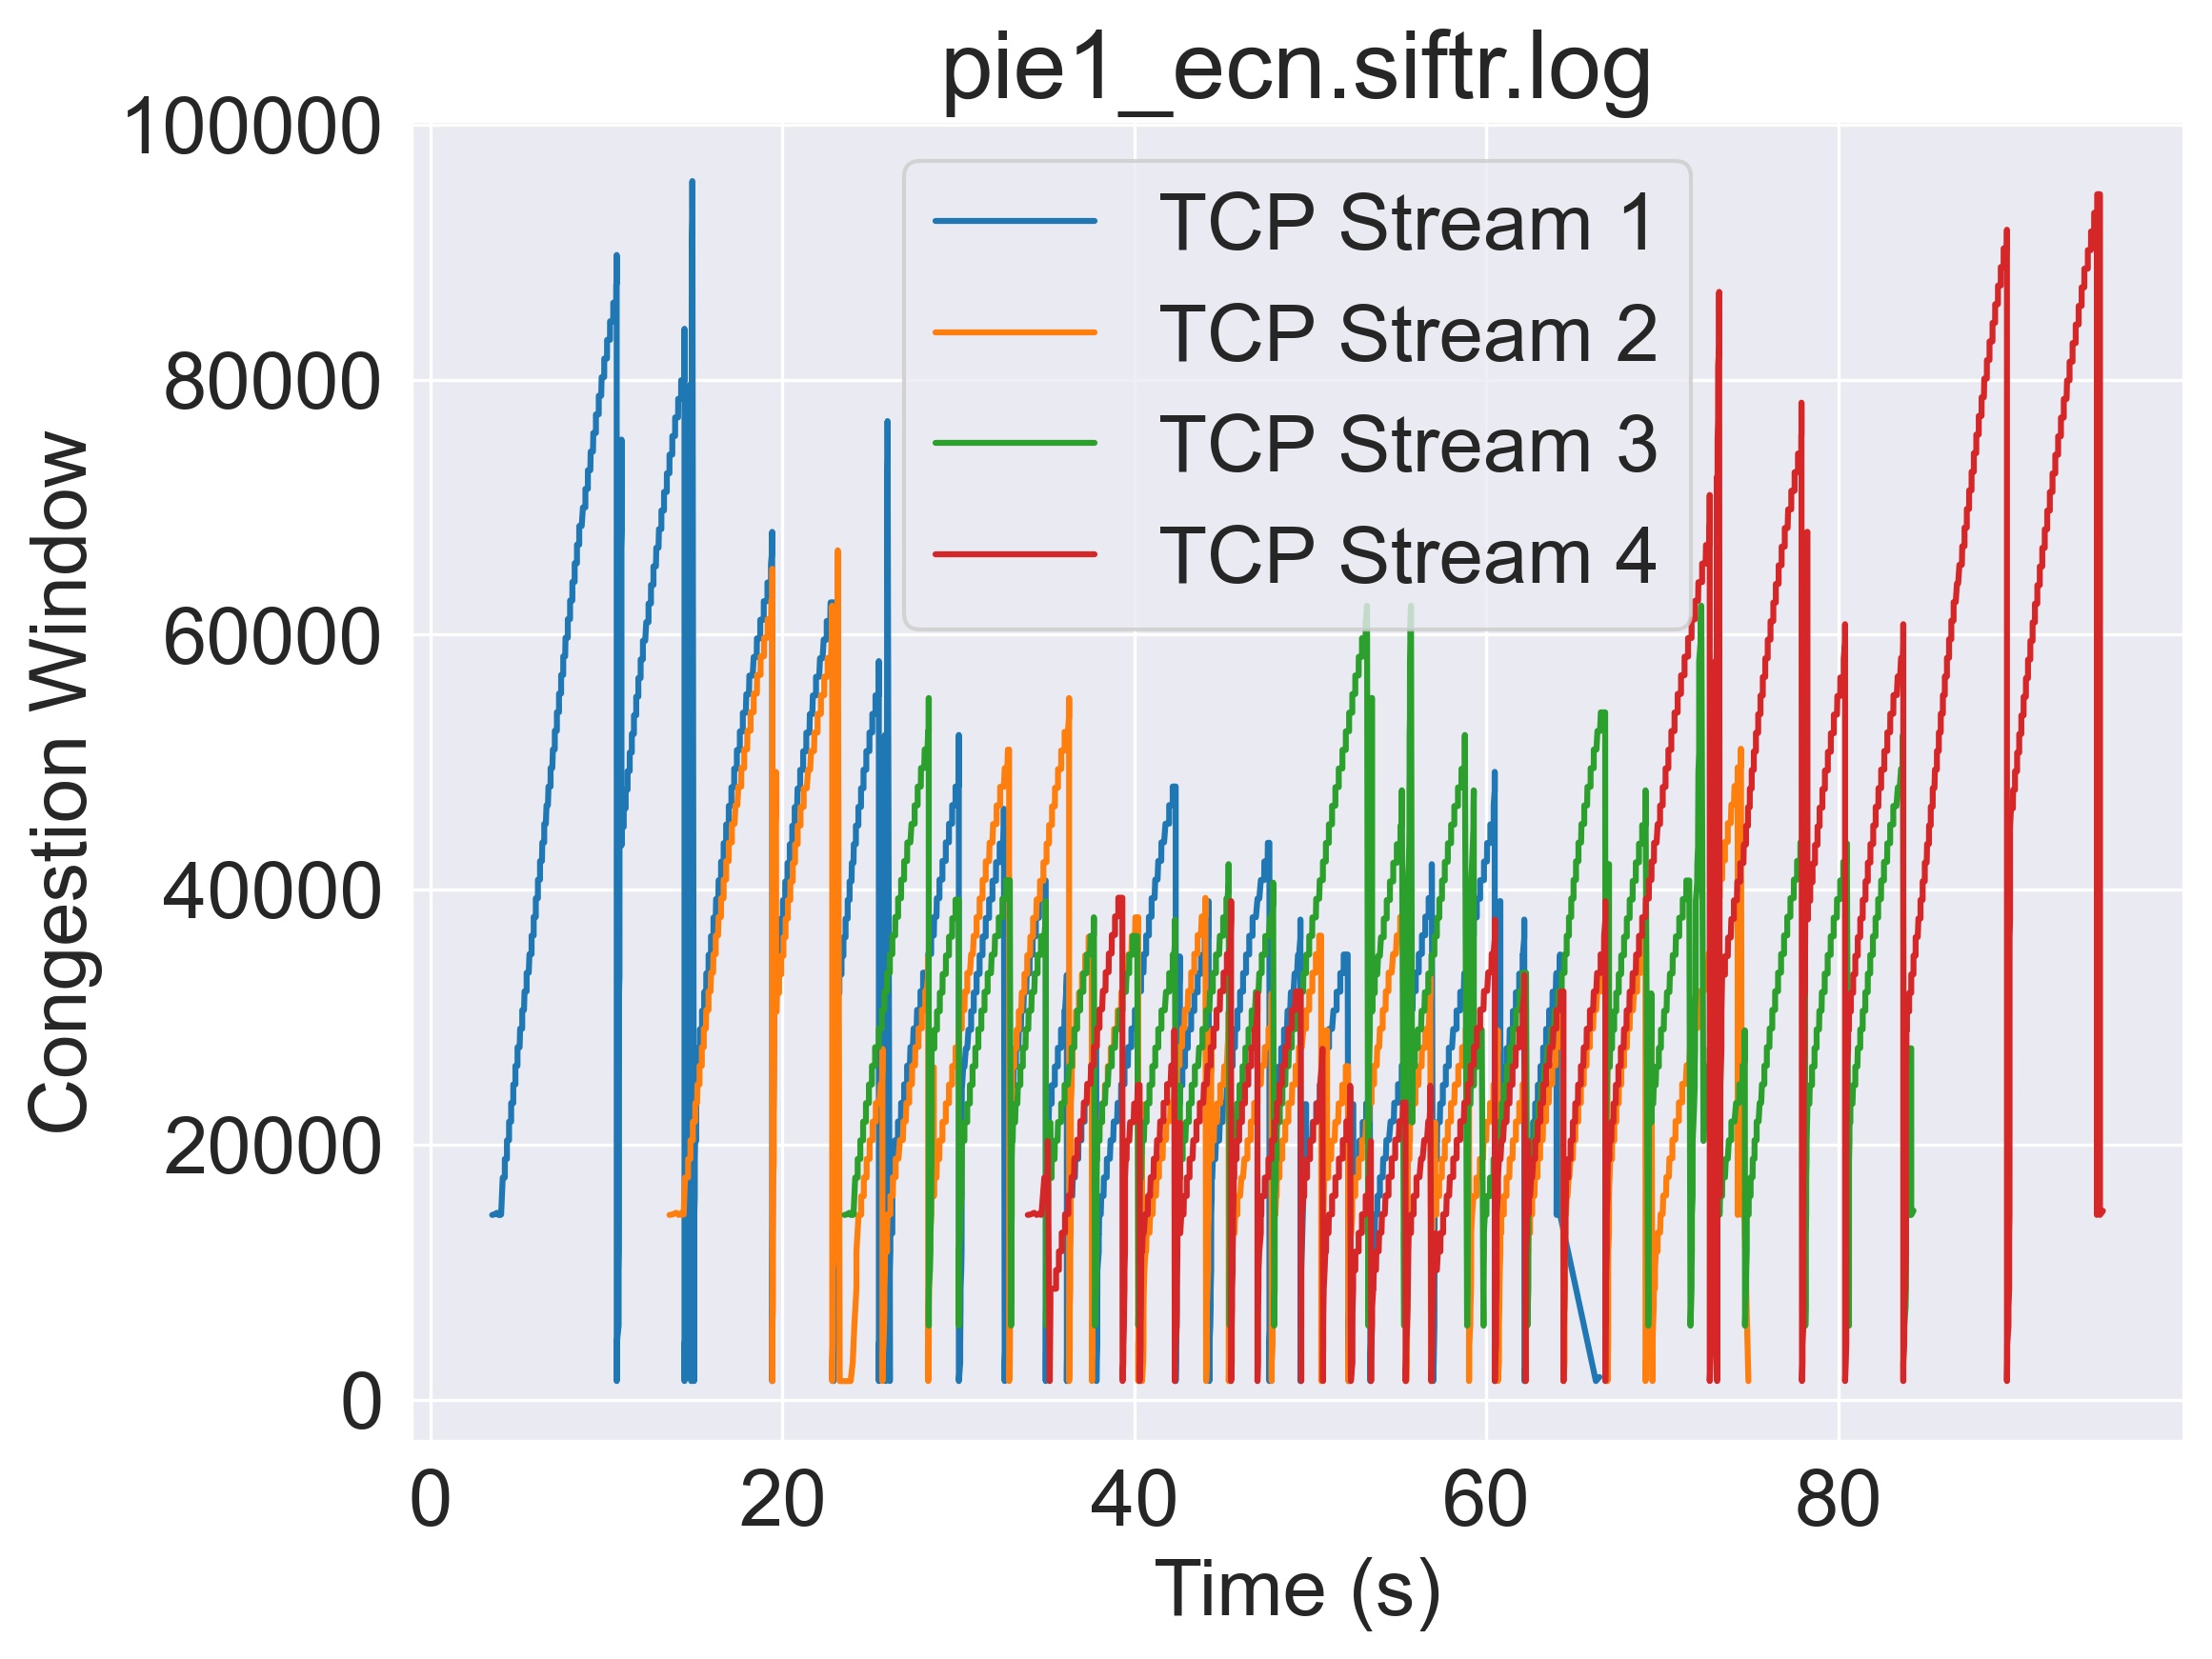 pie1_ecn.siftr.log
100000
80000
60000
40000
20000
0
Congestion Window
TCP Stream 1
TCP Stream 2
TCP Stream 3
TCP Stream 4
0 20 40 60 80
Time (s)